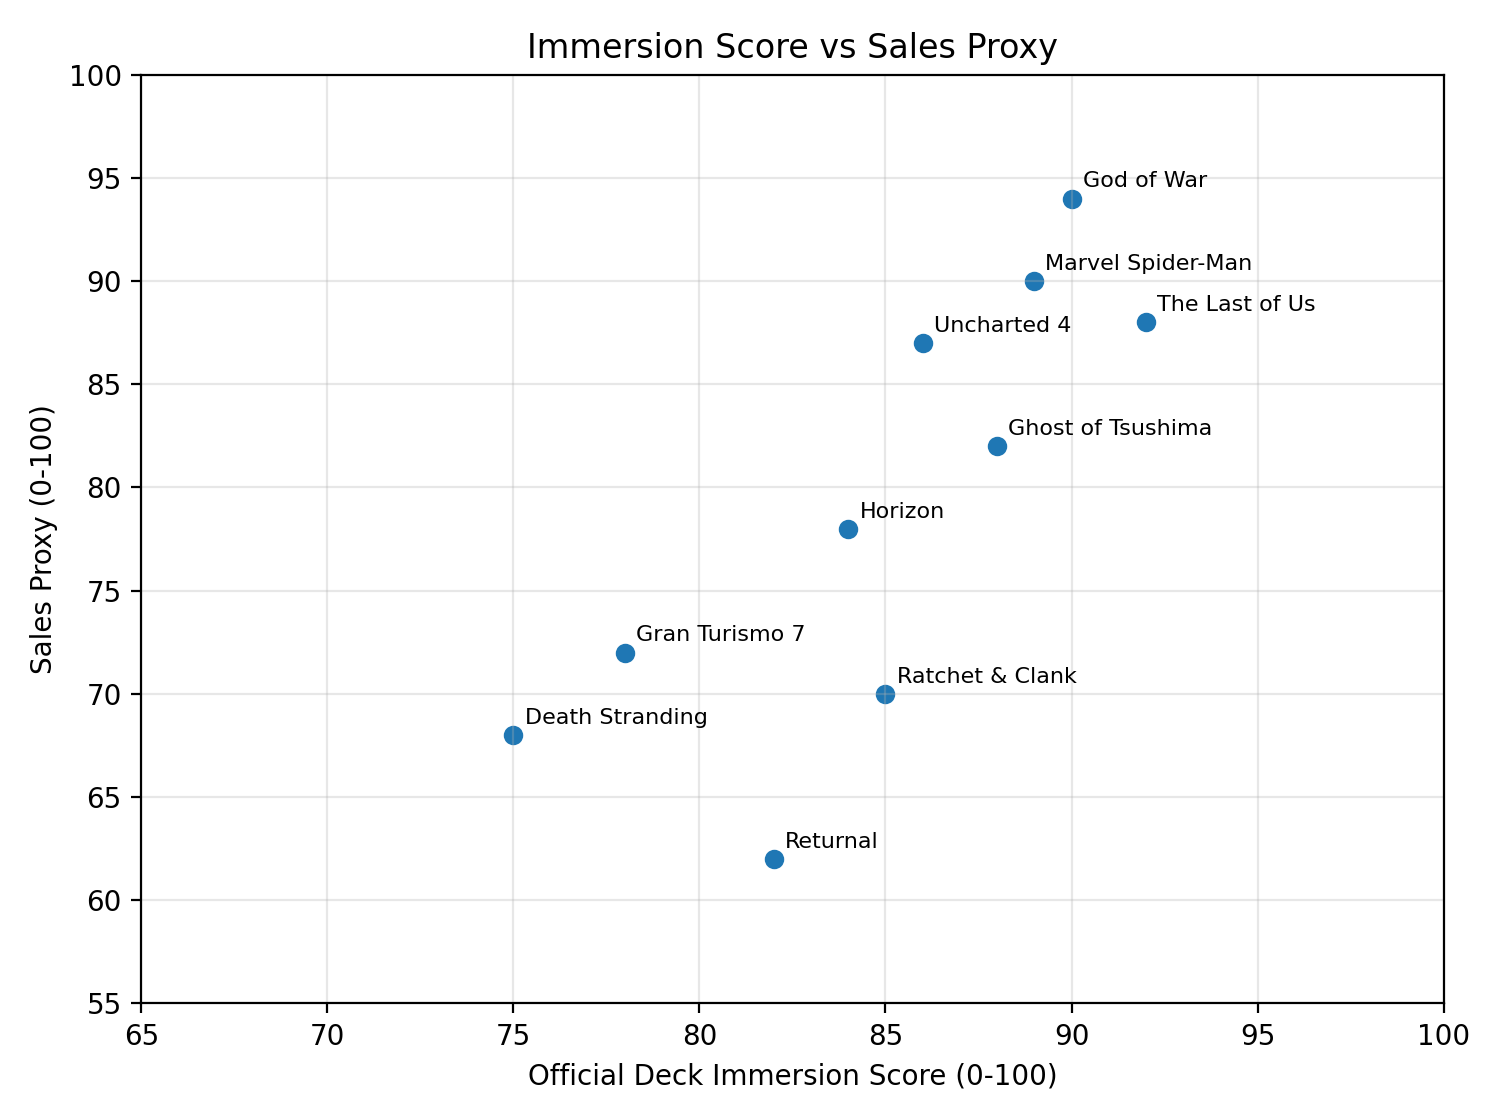 Immersion Score vs Sales Proxy
100
95
90
85
80
75
70
65
60
55
Sales Proxy (0-100)
God of War
Marvel Spider-Man
The Last of Us
Uncharted 4
Ghost of Tsushima
Horizon
Gran Turismo 7
Ratchet & Clank
Death Stranding
Returnal
65 70 75 80 85 90 95 100
Official Deck Immersion Score (0-100)